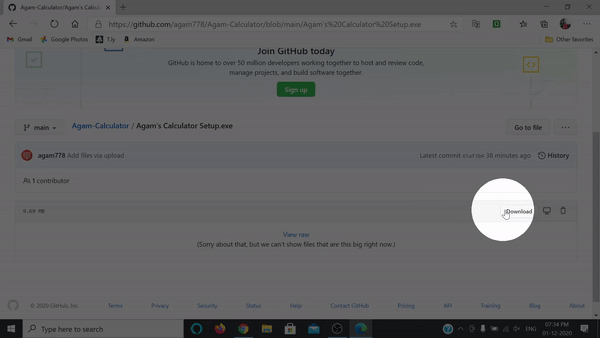 Agam-Calculator/Agam's Calculato
https://github.com/agam778/Agam-Calculator/blob/main/Agam's%20Calculator%20Setup.exe
Gmail Google Photos TJy Amazon Other favorites
Join GitHub today
GitHub is home to over 50 million developers working together to host and review code,
manage projects, and build software together.
Sign up
main Agam-Calculator / Agam's Calculator Setup.exe Go to file
agam778 Add files via upload Latest commit 38 minutes ago History
1 contributor
9.69 MB Download
View raw
(Sorry about that, but we can't show files that are this big right now.)
© 2020 GitHub, Inc. Terms Privacy Security Status Help Contact GitHub Pricing API Training Blog About
Type here to search ENG 07:34 PM
01-12-2020